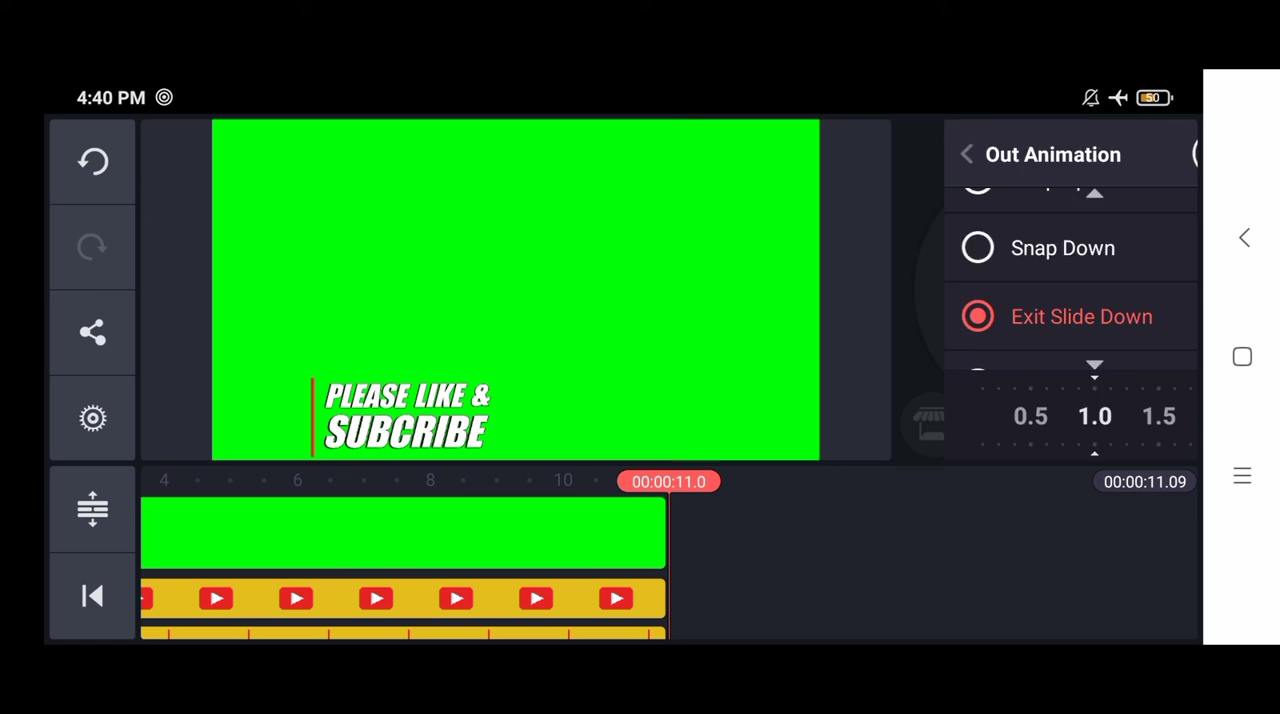 4:40 PM
50
Out Animation
Snap Down
Exit Slide Down
0.5 1.0 1.5
PLEASE LIKE &
SUBCRIBE
4 6 8 10
00:00:11.0
00:00:11.09